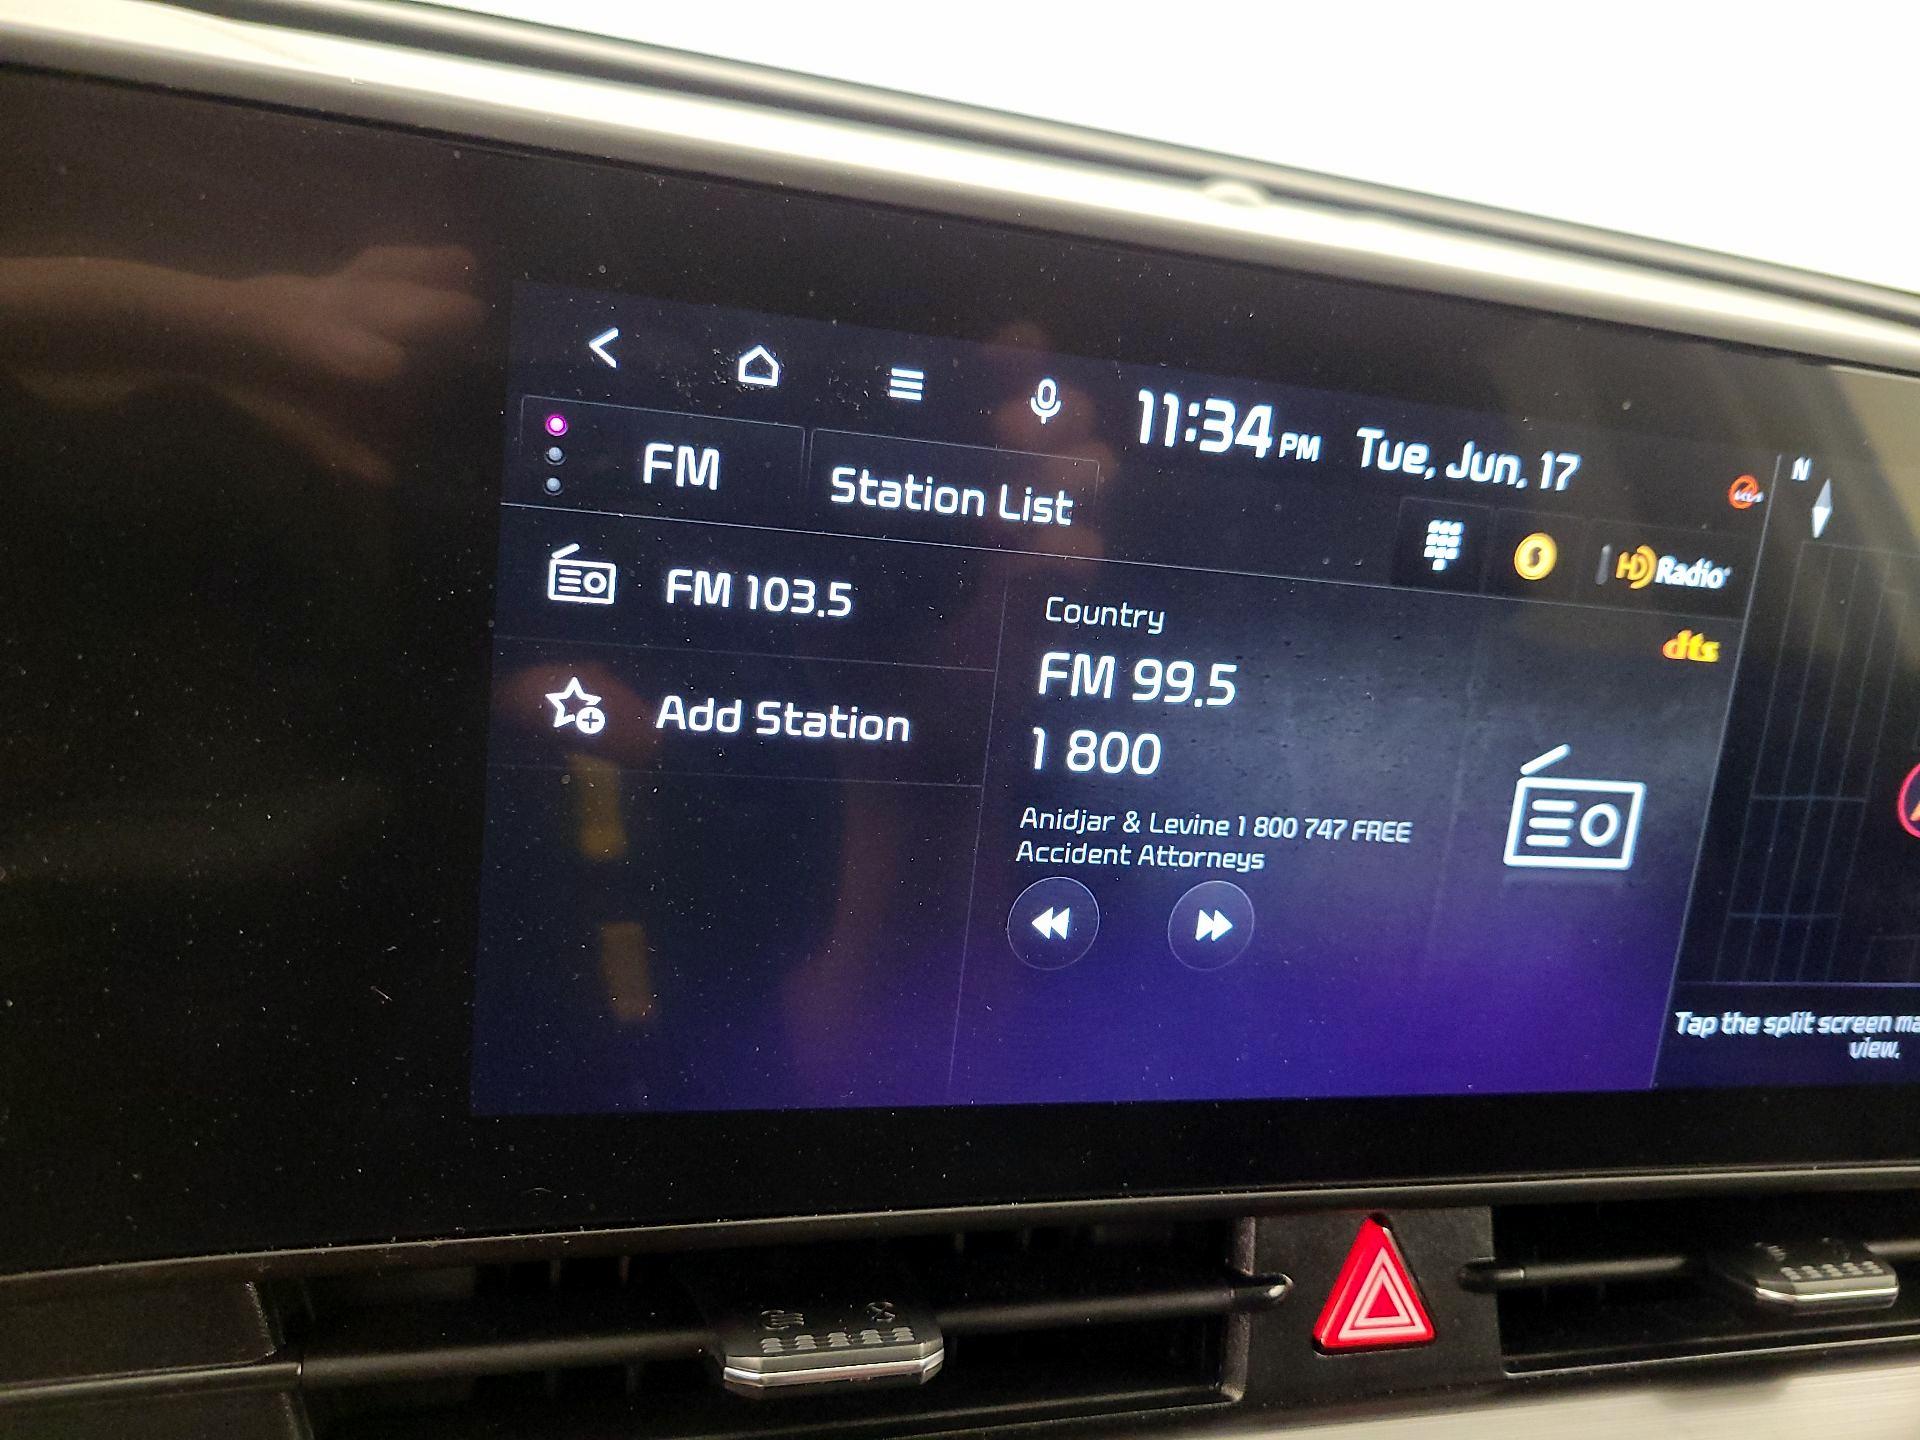 11:34 PM Tue, Jun, 17
N
FM
Station List
HD Radio
FM 103.5
Add Station
Country
FM 99.5
1 800
Anidjar & Levine 1 800 747 FREE
Accident Attorneys
dts
Tap the split screen
view.